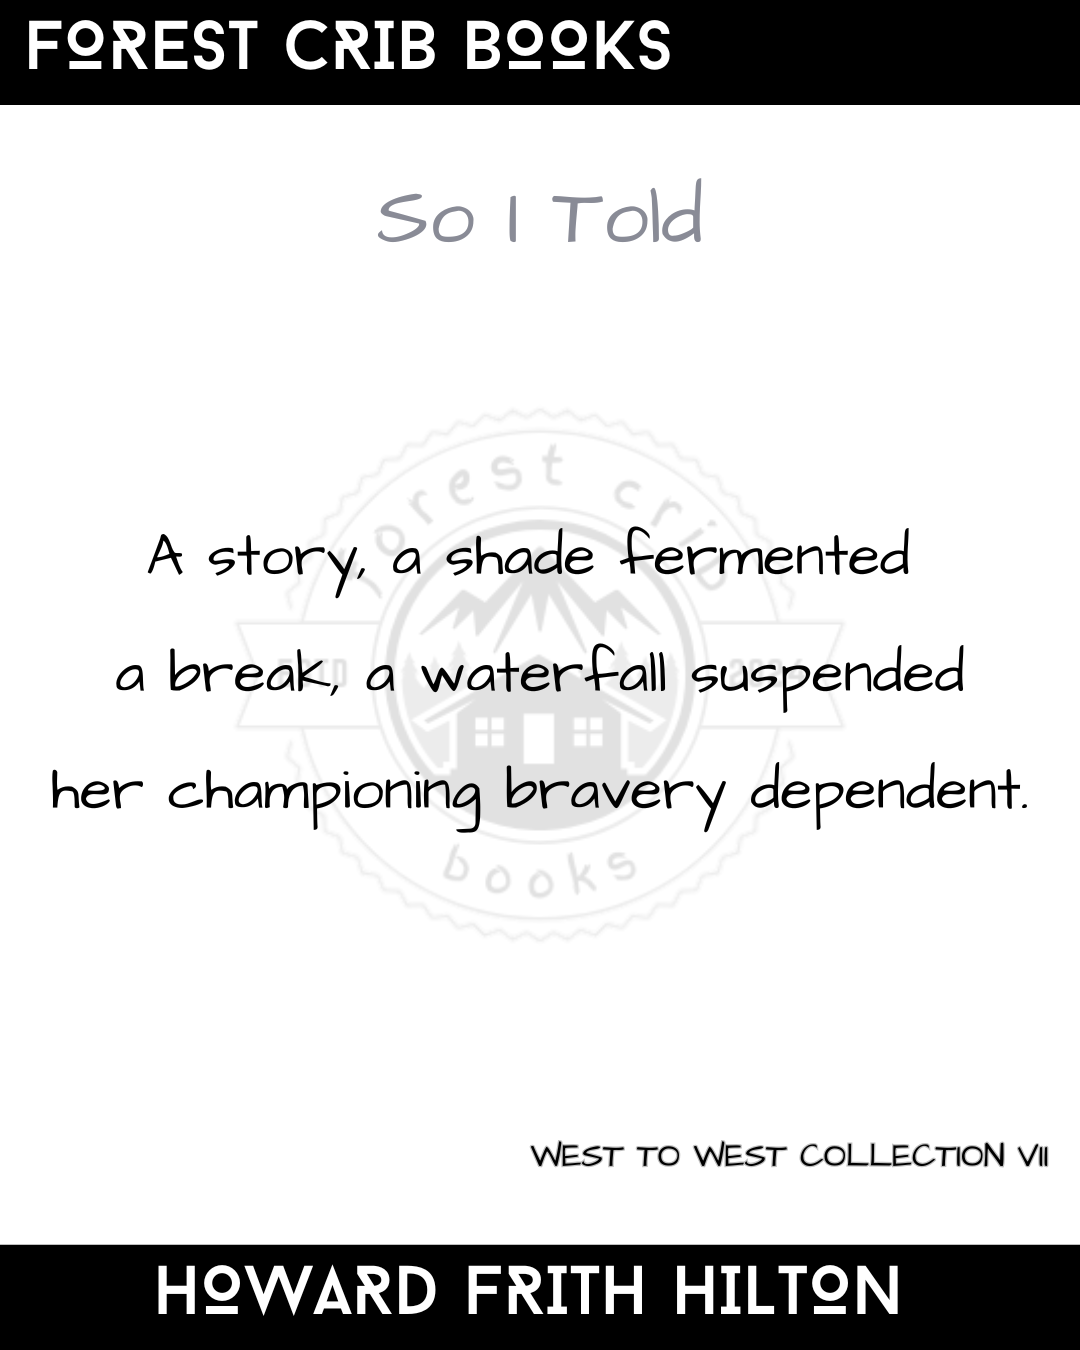 FOREST CRIB BOOKS
So I Told
forest crib
A story, a shade fermented
a break, a waterfall suspended
her championing bravery dependent.
books
WEST TO WEST COLLECTION VII
HOWARD FRITH HILTON